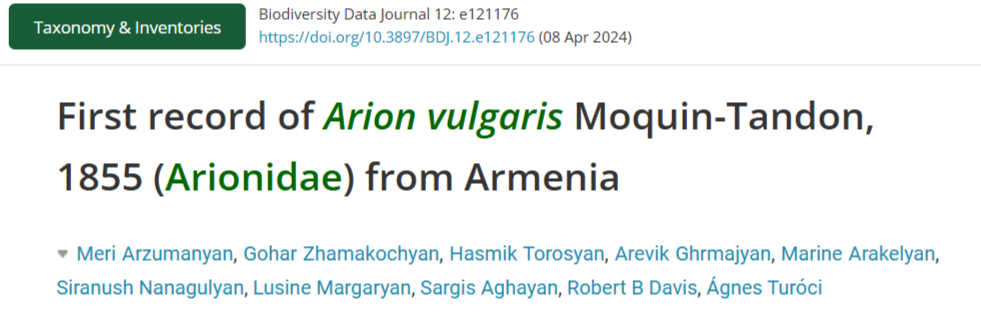 Taxonomy & Inventories
Biodiversity Data Journal 12: e121176
https://doi.org/10.3897/BDJ.12.e121176 (08 Apr 2024)
First record of Arion vulgaris Moquin-Tandon,
1855 (Arionidae) from Armenia
Meri Arzumanyan, Gohar Zhamakochyan, Hasmik Torosyan, Arevik Ghrmajyan, Marine Arakelyan,
Siranush Nanagulyan, Lusine Margaryan, Sargis Aghayan, Robert B Davis, Ágnes Turóci